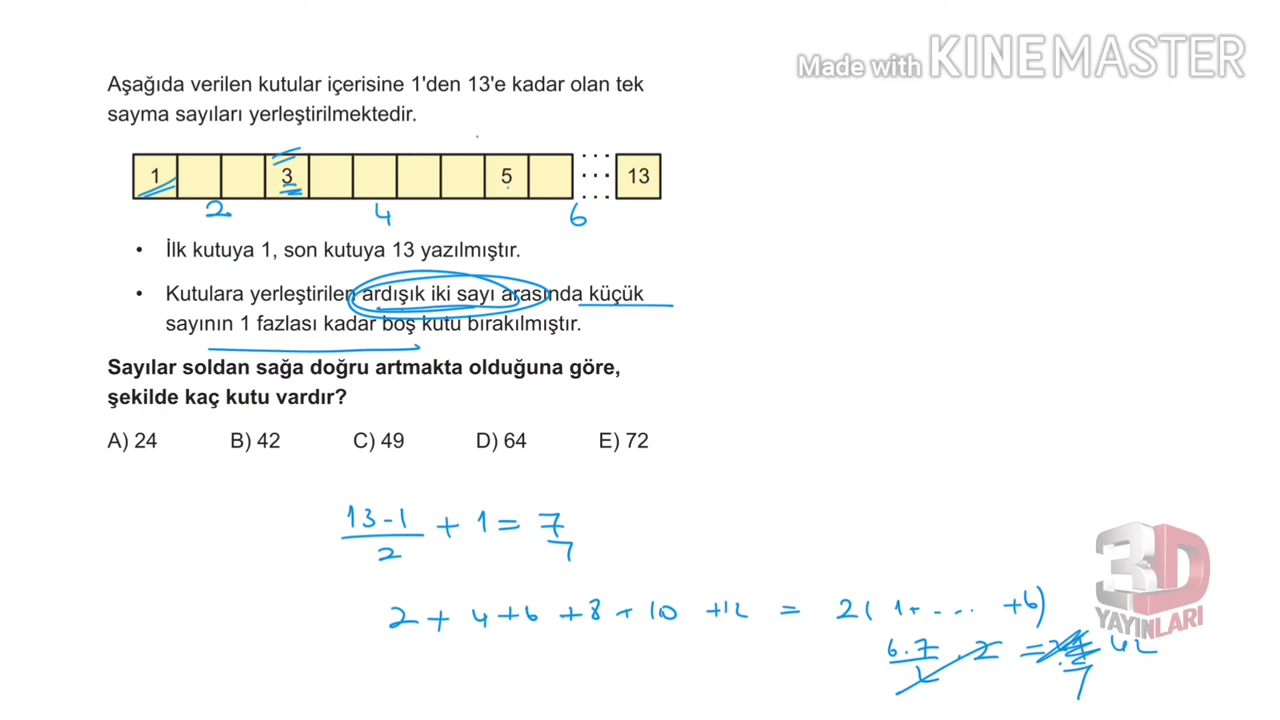 Made with KINEMASTER
Aşağıda verilen kutular içerisine 1'den 13'e kadar olan tek
sayma sayıları yerleştirilmektedir.
1 3 5 13
2 4 6
• İlk kutuya 1, son kutuya 13 yazılmıştır.
• Kutulara yerleştirilen ardışık iki sayı arasında küçük
sayının 1 fazlası kadar boş kutu bırakılmıştır.
Sayılar soldan sağa doğru artmakta olduğuna göre,
şekilde kaç kutu vardır?
A) 24 B) 42 C) 49 D) 64 E) 72
13-1/2 + 1 = 7
7
2 + 4 + 6 + 8 + 10 + 12 = 2(1+ .... +6)
6.7/2 . 2 = 42
7
3D
YAYINLARI